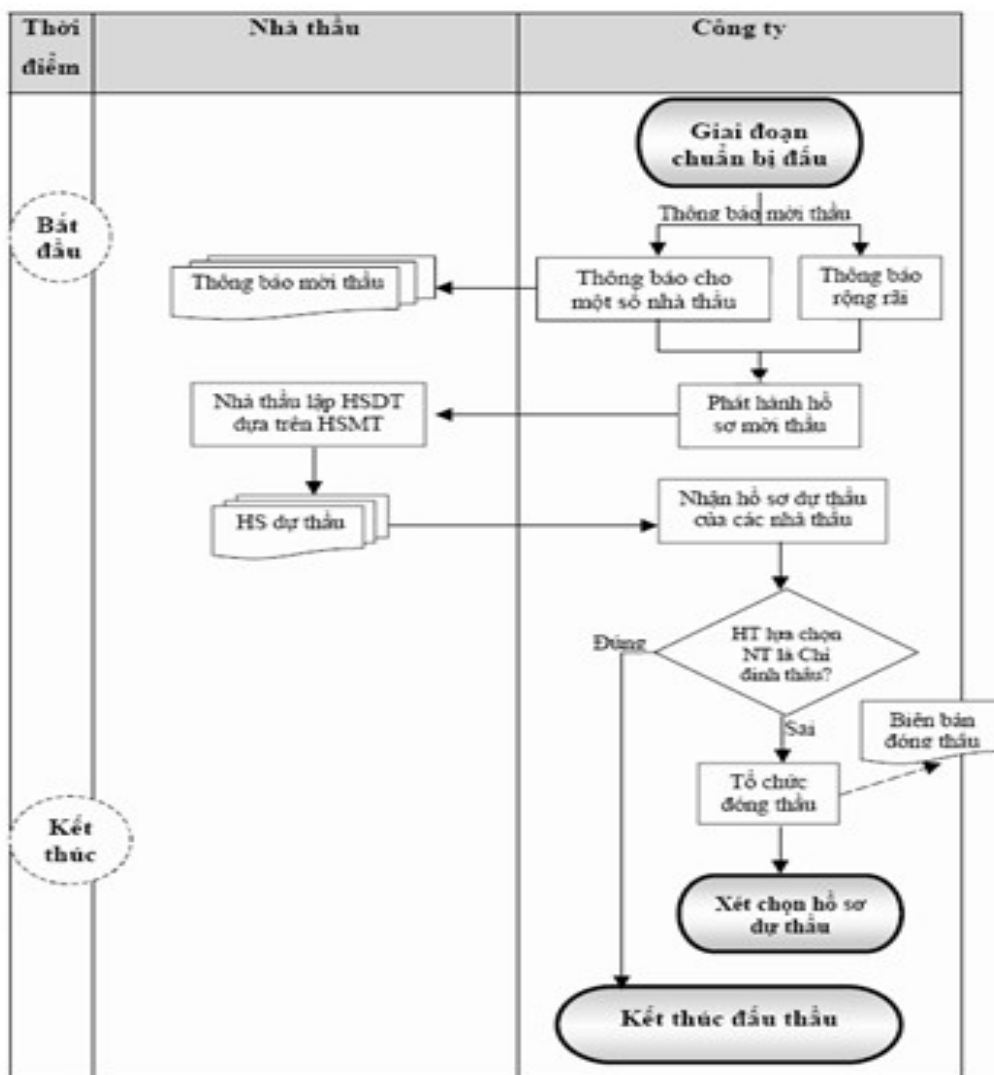 Thời
điểm
Nhà thầu
Công ty
Giai đoạn
chuẩn bị đấu
Thông báo mời thầu
Bắt
đầu
Thông báo mời thầu
Thông báo cho
một số nhà thầu
Thông báo
rộng rãi
Nhà thầu lập HSDT
dựa trên HSMT
Phát hành hồ
sơ mời thầu
HS dự thầu
Nhận hồ sơ dự thầu
của các nhà thầu
Đúng
HT lựa chọn
NT là Chỉ
định thầu?
Sai
Biên bản
đóng thầu
Tổ chức
đóng thầu
Kết
thúc
Xét chọn hồ sơ
dự thầu
Kết thúc đấu thầu